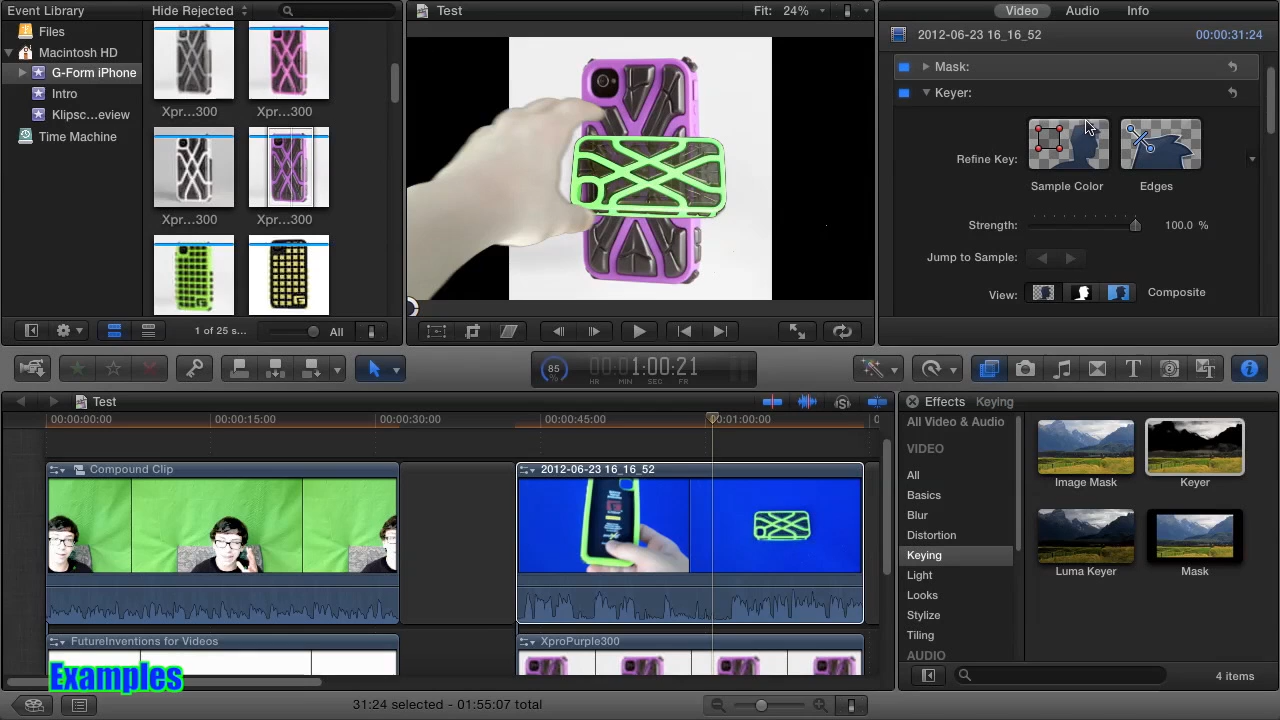 Event Library
Hide Rejected
Test
Fit: 24%
Video
Audio
Info
Files
Macintosh HD
G-Form iPhone
Intro
Klipsc...eview
Time Machine
Xpr...300
Xpr...300
Xpr...300
Xpr...300
2012-06-23 16_16_52
00:00:31:24
Mask:
Keyer:
Refine Key:
Sample Color
Edges
Strength:
100.0 %
Jump to Sample:
View:
Composite
1 of 25 s...
All
85
%
1:00:21
HR
MIN
SEC
FR
Test
00:00:00:00
00:00:15:00
00:00:30:00
00:00:45:00
00:01:00:00
Compound Clip
2012-06-23 16_16_52
FutureInventions for Videos
XproPurple300
Examples
31:24 selected - 01:55:07 total
Effects
Keying
All Video & Audio
VIDEO
All
Basics
Blur
Distortion
Keying
Light
Looks
Stylize
Tiling
AUDIO
Image Mask
Keyer
Luma Keyer
Mask
4 items